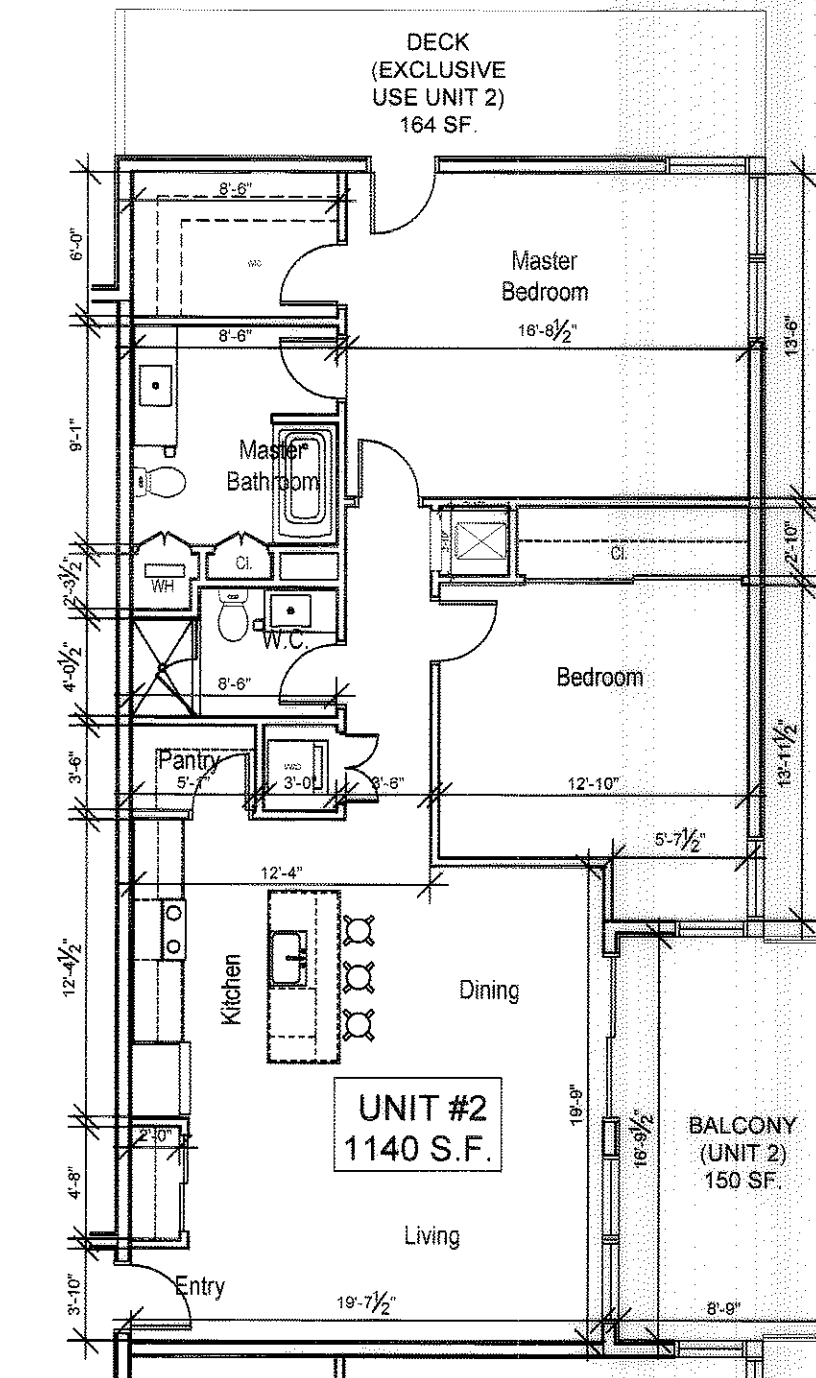 DECK
(EXCLUSIVE
USE UNIT 2)
164 SF.
8'-6"
6'-0"
Master
Bedroom
13'-6"
8'-6"
16'-8½"
9'-1"
Master
Bathroom
2'-10"
Cl.
Cl.
WH
2'-3½"
W.C.
4'-0½"
8'-6"
Bedroom
13'-11½"
Pantry
3'-6"
5'-1"
3'-0"
3'-6"
12'-10"
5'-7½"
12'-4"
12'-4½"
Kitchen
Dining
UNIT #2
1140 S.F.
19'-9"
16'-9½"
BALCONY
(UNIT 2)
150 SF.
2'-0"
4'-8"
Living
Entry
3'-10"
19'-7½"
8'-9"